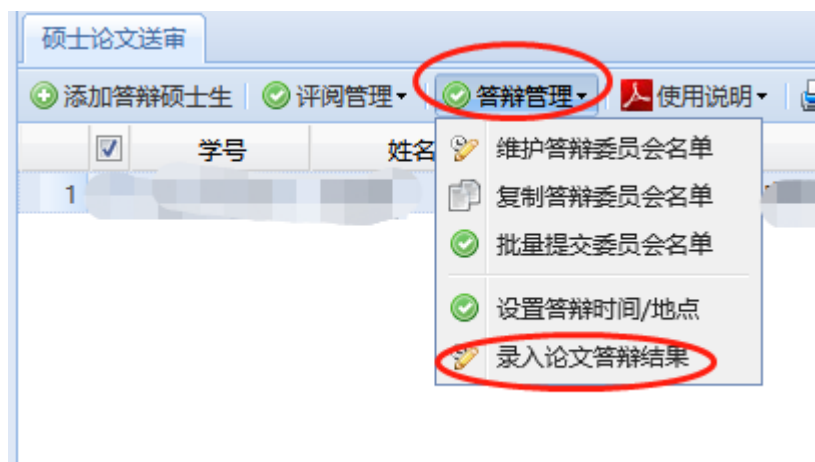 硕士论文送审
添加答辩硕士生 评阅管理 答辩管理 使用说明
学号 姓名
1
维护答辩委员会名单
复制答辩委员会名单
批量提交委员会名单
设置答辩时间/地点
录入论文答辩结果